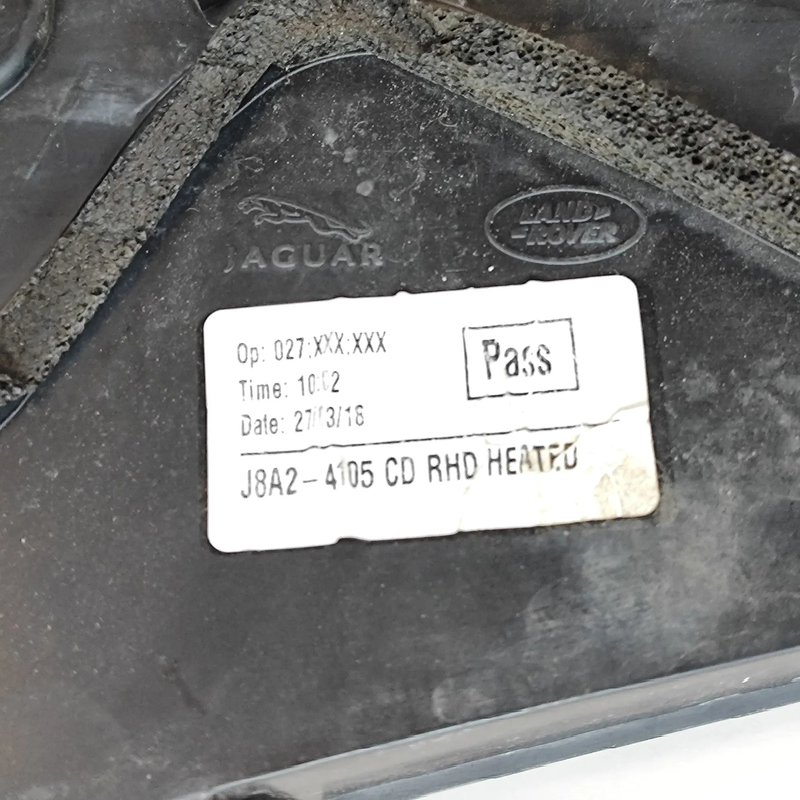 JAGUAR
LAND-
-ROVER
Op: 027:XXX:XXX
Pass
Time: 10:02
Date: 27/03/18
J8A2-4105 CD RHD HEATED